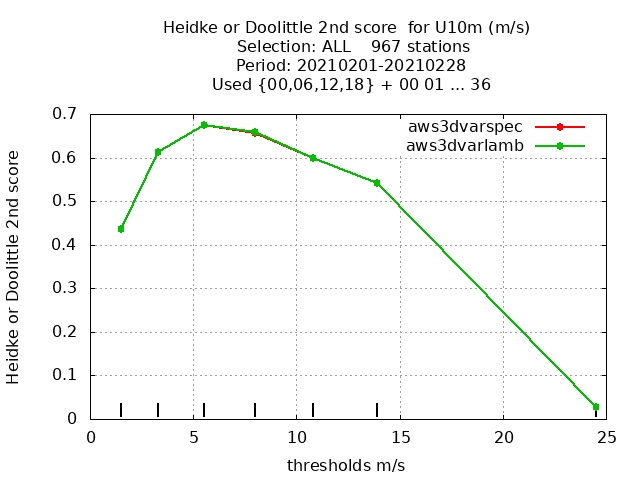 Heidke or Doolittle 2nd score  for U10m (m/s)
Selection: ALL    967 stations
Period: 20210201-20210228
Used {00,06,12,18} + 00 01 ... 36
aws3dvarspec
aws3dvarlamb
Heidke or Doolittle 2nd score
0.7
0.6
0.5
0.4
0.3
0.2
0.1
0
0 5 10 15 20 25
thresholds m/s